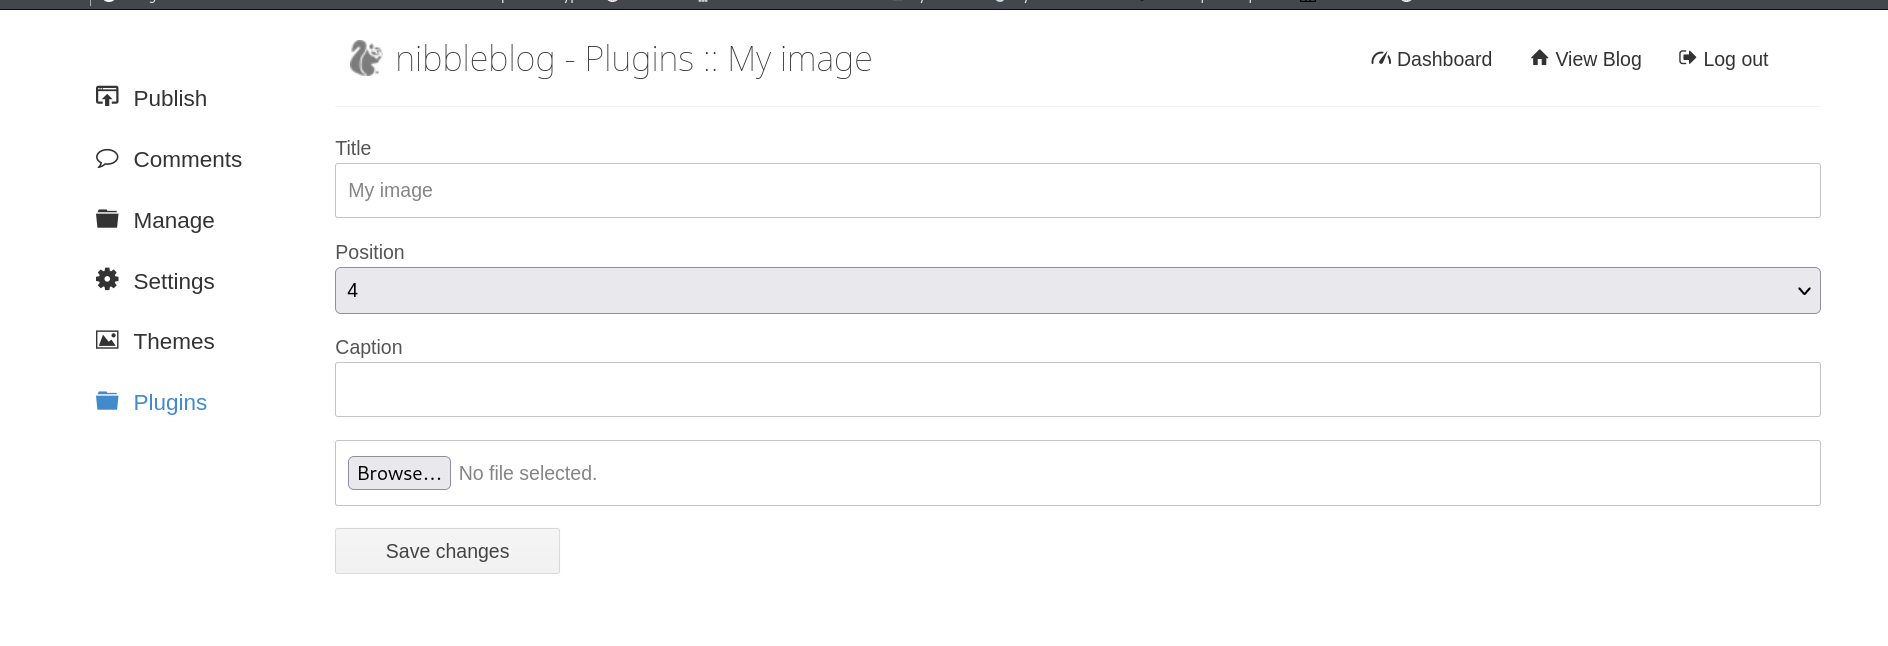 nibbleblog - Plugins :: My image
Dashboard
View Blog
Log out
Publish
Comments
Manage
Settings
Themes
Plugins
Title
My image
Position
4
Caption
Browse...
No file selected.
Save changes